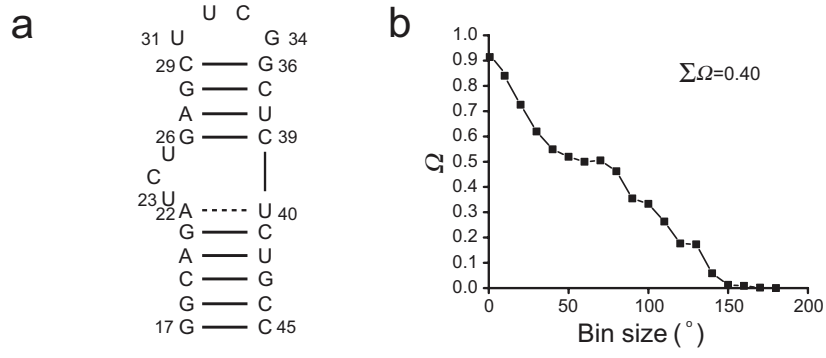 a
U C
31 U G 34
29 C G 36
G C
A U
26 G C 39
U
C
23 U
22 A U 40
G C
A U
C G
G C
17 G C 45
b
ΣΩ=0.40
Ω
1.0
0.9
0.8
0.7
0.6
0.5
0.4
0.3
0.2
0.1
0.0
0 50 100 150 200
Bin size (°)